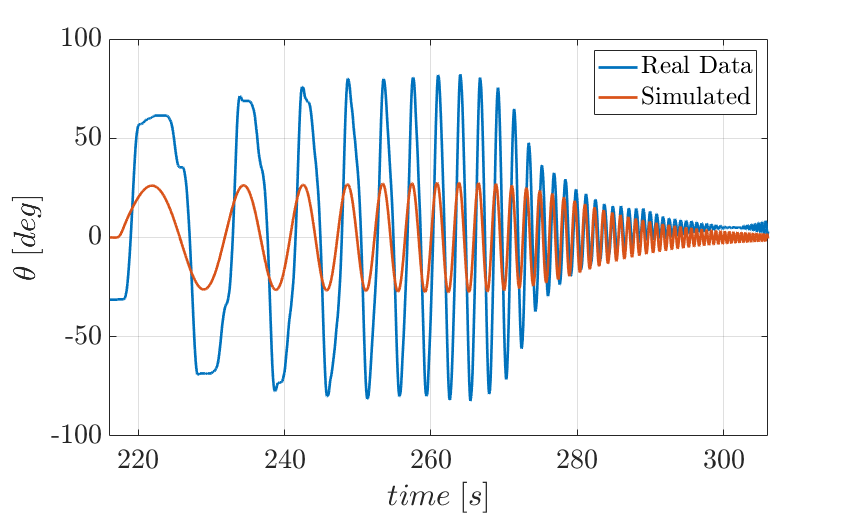 100
50
0
-50
-100
θ [deg]
220 240 260 280 300
time [s]
Real Data
Simulated